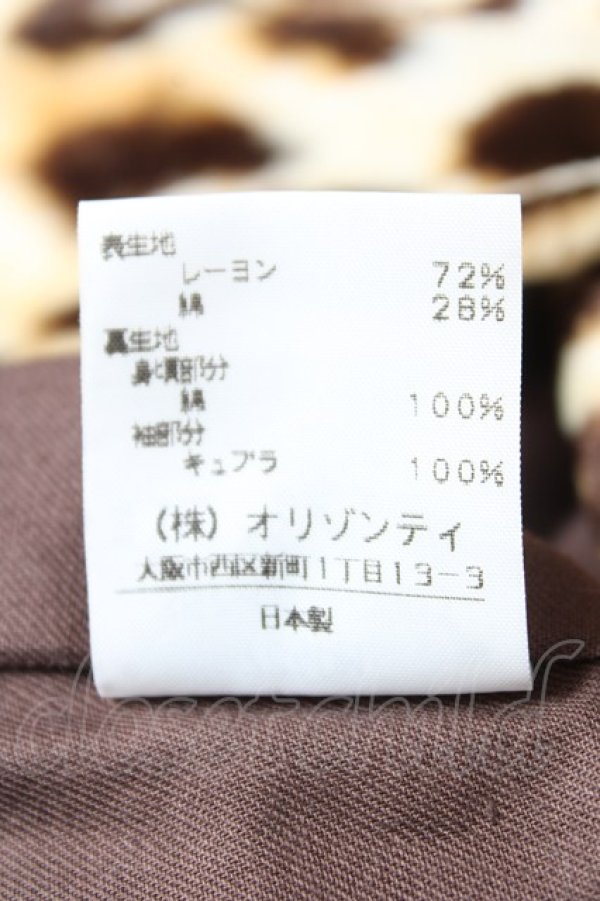 表生地
レーヨン 72%
綿 28%
裏生地
身頃部分
綿 100%
袖部分
キュプラ 100%
(株) オリゾンティ
大阪市西区新町1丁目13-3
日本製
closetchild